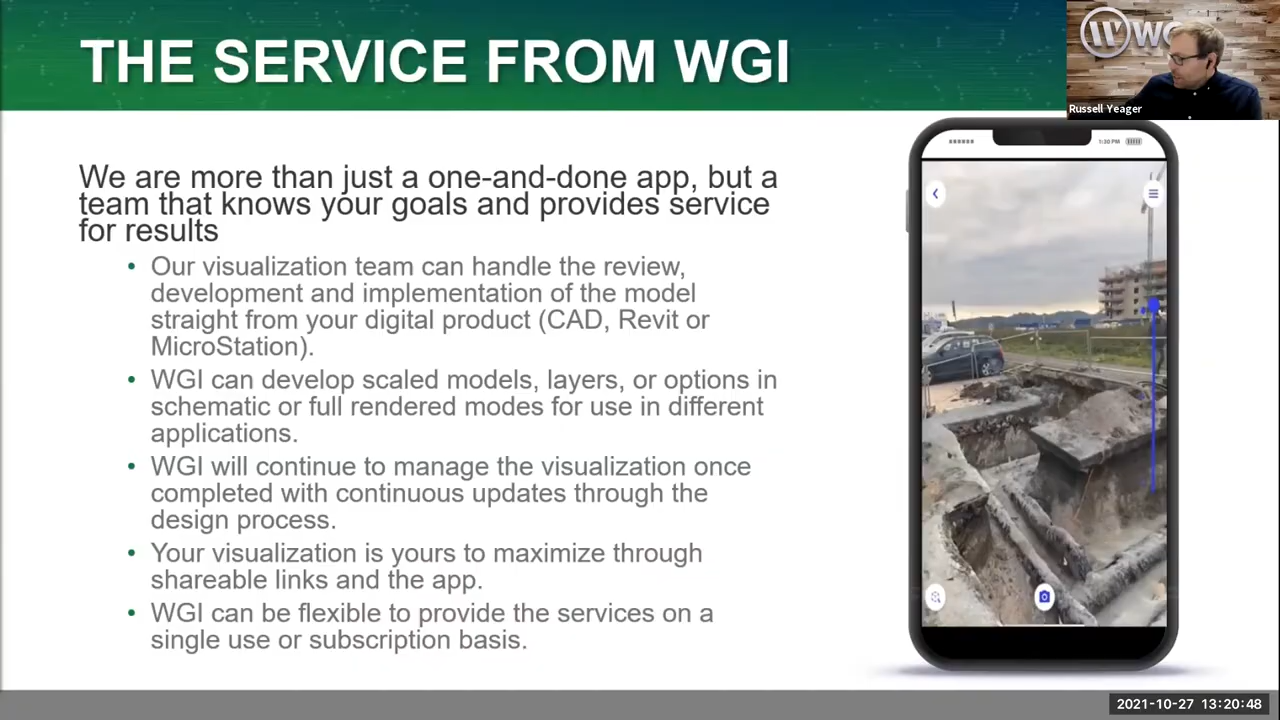 THE SERVICE FROM WGI
Russell Yeager
We are more than just a one-and-done app, but a
team that knows your goals and provides service
for results
• Our visualization team can handle the review,
development and implementation of the model
straight from your digital product (CAD, Revit or
MicroStation).
• WGI can develop scaled models, layers, or options in
schematic or full rendered modes for use in different
applications.
• WGI will continue to manage the visualization once
completed with continuous updates through the
design process.
• Your visualization is yours to maximize through
shareable links and the app.
• WGI can be flexible to provide the services on a
single use or subscription basis.
1:30 PM
2021-10-27 13:20:48